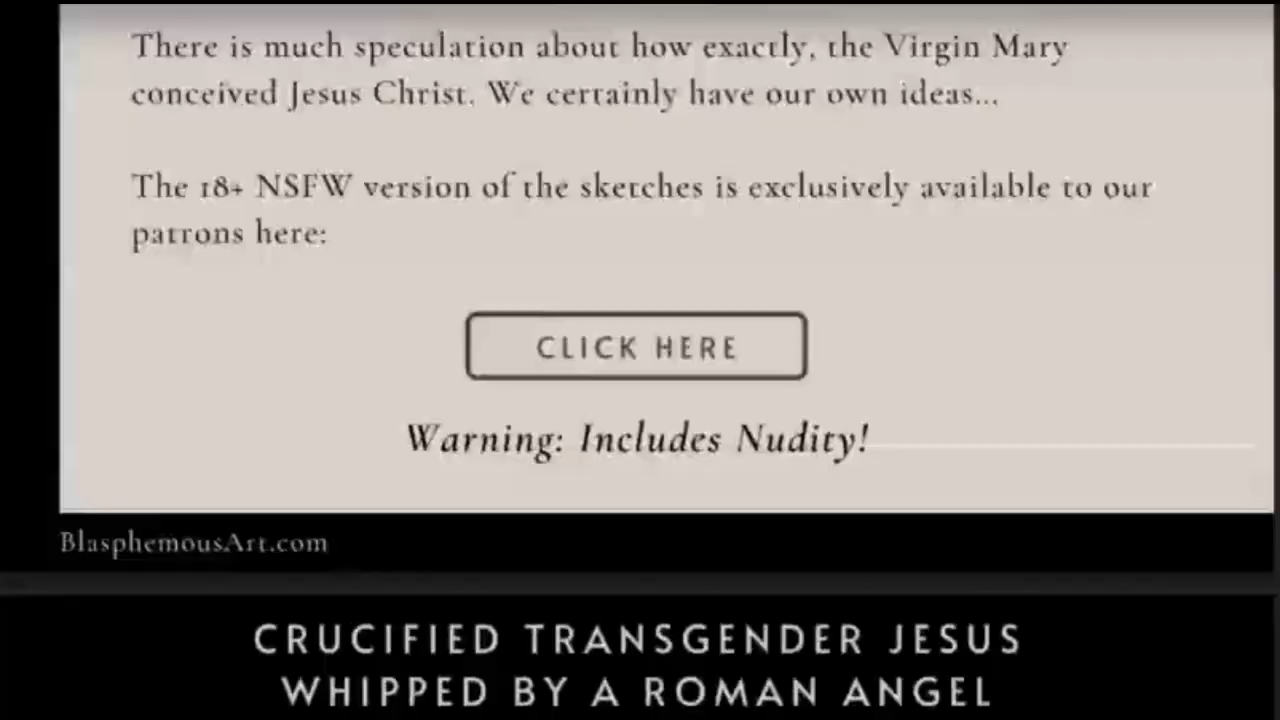 There is much speculation about how exactly, the Virgin Mary
conceived Jesus Christ. We certainly have our own ideas...
The 18+ NSFW version of the sketches is exclusively available to our
patrons here:
CLICK HERE
Warning: Includes Nudity!
BlasphemousArt.com
CRUCIFIED TRANSGENDER JESUS
WHIPPED BY A ROMAN ANGEL